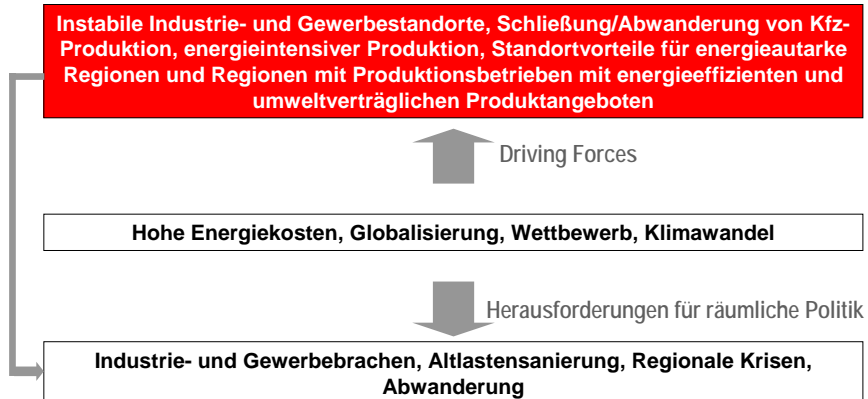 Instabile Industrie- und Gewerbestandorte, Schließung/Abwanderung von Kfz-
Produktion, energieintensiver Produktion, Standortvorteile für energieautarke
Regionen und Regionen mit Produktionsbetrieben mit energieeffizienten und
umweltverträglichen Produktangeboten
Driving Forces
Hohe Energiekosten, Globalisierung, Wettbewerb, Klimawandel
Herausforderungen für räumliche Politik
Industrie- und Gewerbebrachen, Altlastensanierung, Regionale Krisen,
Abwanderung